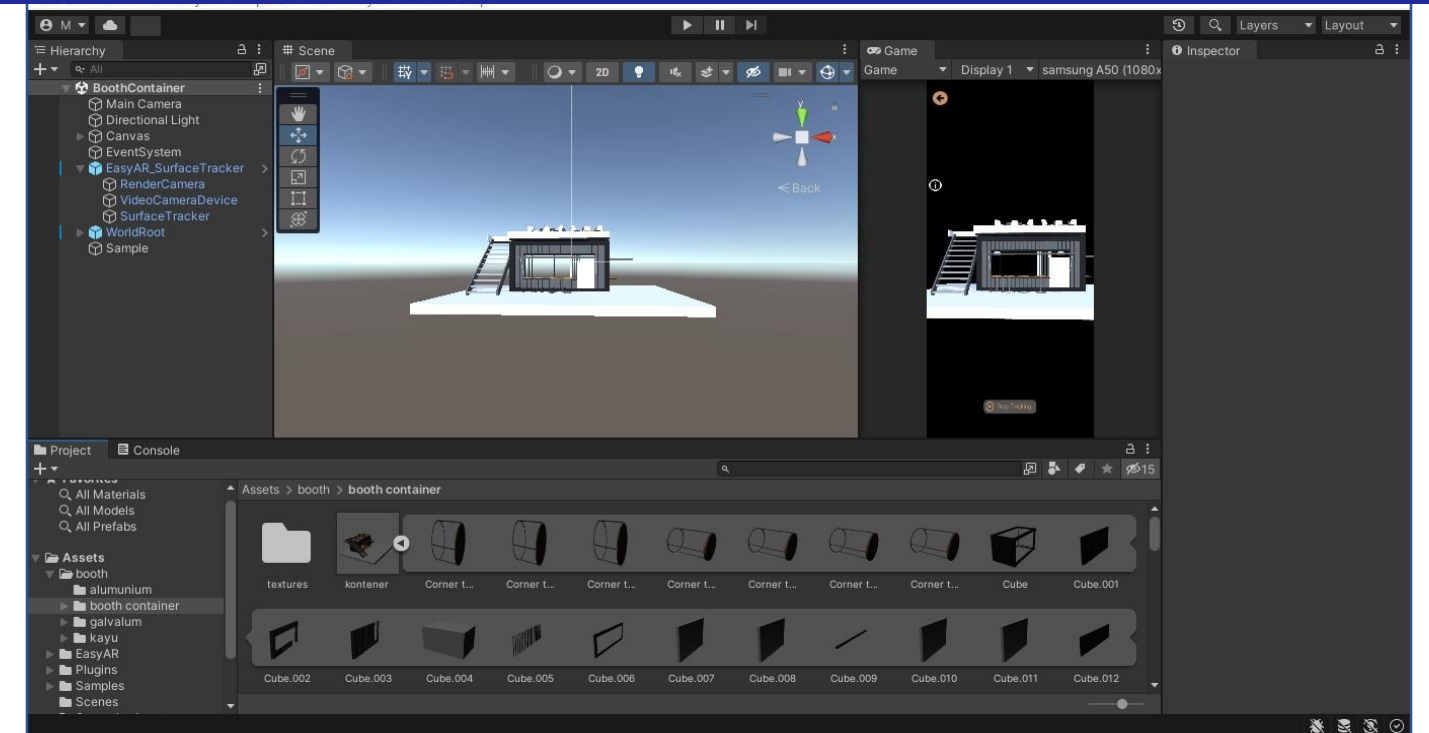 M
Layers
Layout
Hierarchy
All
BoothContainer
Main Camera
Directional Light
Canvas
EventSystem
EasyAR_SurfaceTracker
RenderCamera
VideoCameraDevice
SurfaceTracker
WorldRoot
Sample
Scene
2D
y
x
Back
Game
Game
Display 1
samsung A50 (1080x
Stop Tracking
Inspector
Project
Console
15
Favorites
All Materials
All Models
All Prefabs
Assets
booth
alumunium
booth container
galvalum
kayu
EasyAR
Plugins
Samples
Scenes
Assets > booth > booth container
textures
kontener
Corner t...
Corner t...
Corner t...
Corner t...
Corner t...
Corner t...
Corner t...
Cube
Cube.001
Cube.002
Cube.003
Cube.004
Cube.005
Cube.006
Cube.007
Cube.008
Cube.009
Cube.010
Cube.011
Cube.012